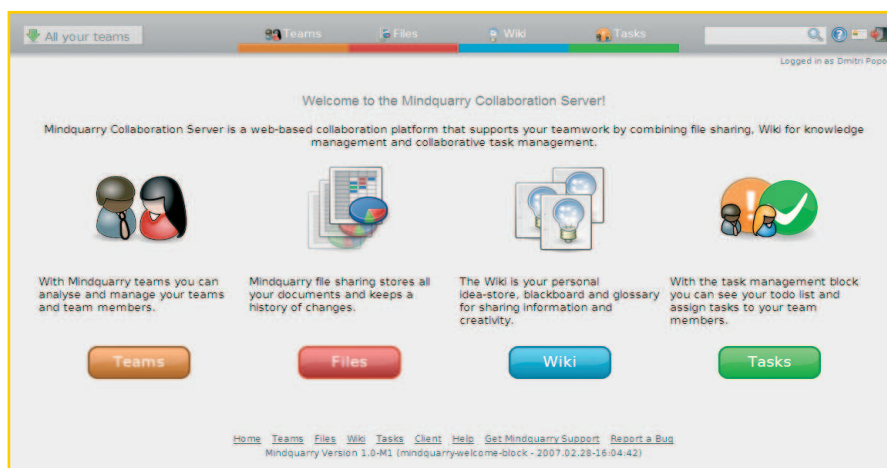 All your teams
Teams
Files
Wiki
Tasks
Logged in as Dmitri Popo
Welcome to the Mindquarry Collaboration Server!
Mindquarry Collaboration Server is a web-based collaboration platform that supports your teamwork by combining file sharing, Wiki for knowledge
management and collaborative task management.
With Mindquarry teams you can
analyse and manage your teams
and team members.
Mindquarry file sharing stores all
your documents and keeps a
history of changes.
The Wiki is your personal
idea-store, blackboard and glossary
for sharing information and
creativity.
With the task management block
you can see your todo list and
assign tasks to your team
members.
Teams
Files
Wiki
Tasks
Home Teams Files Wiki Tasks Client Help Get Mindquarry Support Report a Bug
Mindquarry Version 1.0-M1 (mindquarry-welcome-block - 2007.02.28-16:04:42)